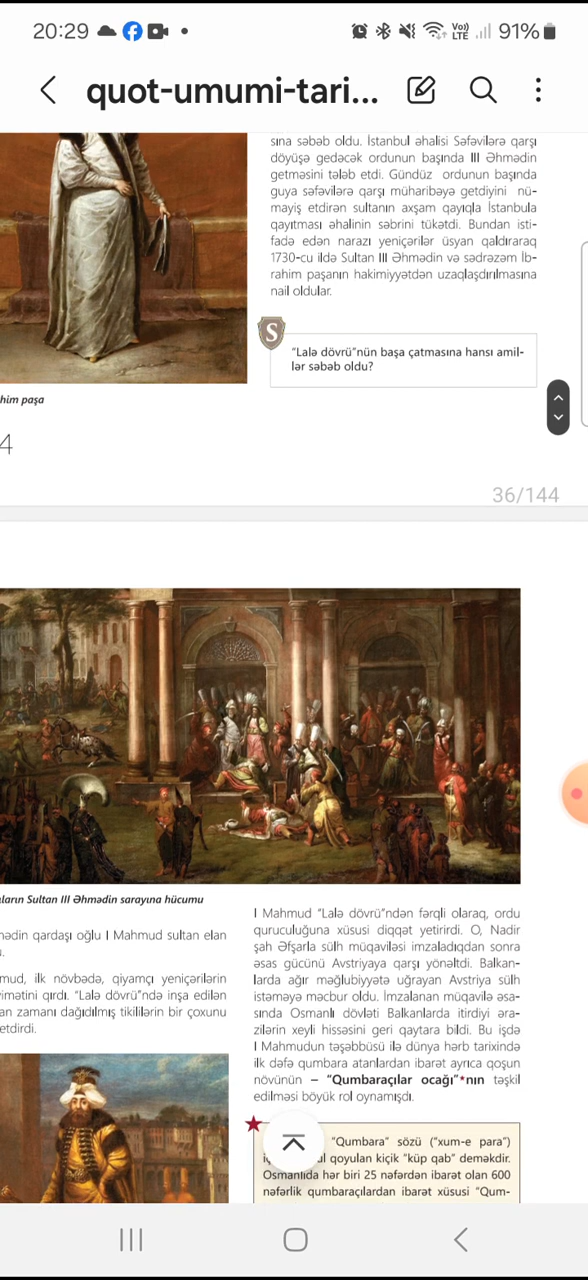 20:29
Vo))
LTE
91%
quot-umumi-tari...
sına səbəb oldu. İstanbul əhalisi Səfəvilərə qarşı
döyüşə gedəcək ordunun başında III Əhmədin
getməsini tələb etdi. Gündüz ordunun başında
guya səfəvilərə qarşı müharibəyə getdiyini nü-
mayiş etdirən sultanın axşam qayıqla İstanbula
qayıtması əhalinin səbrini tükətdi. Bundan isti-
fadə edən narazı yeniçərilər üsyan qaldıraraq
1730-cu ildə Sultan III Əhmədin və sədrəzəm İb-
rahim paşanın hakimiyyətdən uzaqlaşdırılmasına
nail oldular.
S
"Lalə dövrü"nün başa çatmasına hansı amil-
lər səbəb oldu?
him paşa
4
36/144
ların Sultan III Əhmədin sarayına hücumu
mədin qardaşı oğlu I Mahmud sultan elan
mud, ilk növbədə, qiyamçı yeniçərilərin
imətini qırdı. "Lalə dövrü"ndə inşa edilən
an zamanı dağıdılmış tikililərin bir çoxunu
etdirdi.
I Mahmud "Lalə dövrü"ndən fərqli olaraq, ordu
quruculuğuna xüsusi diqqət yetirirdi. O, Nadir
şah Əfşarla sülh müqaviləsi imzaladıqdan sonra
əsas gücünü Avstriyaya qarşı yönəltdi. Balkan-
larda ağır məğlubiyyətə uğrayan Avstriya sülh
istəməyə məcbur oldu. İmzalanan müqavilə əsa-
sında Osmanlı dövləti Balkanlarda itirdiyi əra-
zilərin xeyli hissəsini geri qaytara bildi. Bu işdə
I Mahmudun təşəbbüsü ilə dünya hərb tarixində
ilk dəfə qumbara atanlardan ibarət ayrıca qoşun
növünün – "Qumbaraçılar ocağı"*nın təşkil
edilməsi böyük rol oynamışdı.
"Qumbara" sözü ("xum-e para")
qoyulan kiçik "küp qab" deməkdir.
Osmanlıda hər biri 25 nəfərdən ibarət olan 600
nəfərlik qumbaraçılardan ibarət xüsusi "Qum-